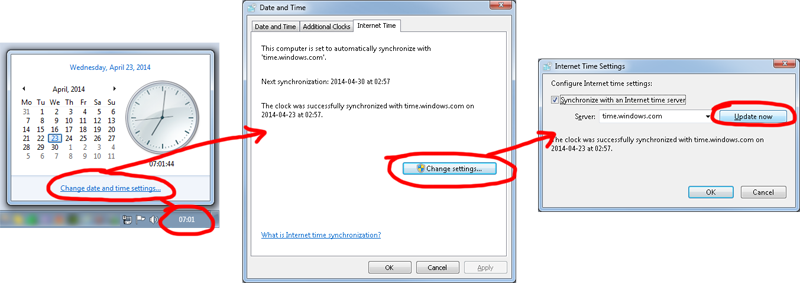 Wednesday, April 23, 2014
April, 2014
Mo Tu We Th Fr Sa Su
31 1 2 3 4 5 6
7 8 9 10 11 12 13
14 15 16 17 18 19 20
21 22 23 24 25 26 27
28 29 30 1 2 3 4
5 6 7 8 9 10 11
07:01:44
Change date and time settings...
07:01
Date and Time
Date and Time Additional Clocks Internet Time
This computer is set to automatically synchronize with
'time.windows.com'.
Next synchronization: 2014-04-30 at 02:57
The clock was successfully synchronized with time.windows.com on
2014-04-23 at 02:57.
Change settings...
What is Internet time synchronization?
OK Cancel Apply
Internet Time Settings
Configure Internet time settings:
Synchronize with an Internet time server
Server: time.windows.com Update now
The clock was successfully synchronized with time.windows.com on
2014-04-23 at 02:57.
OK Cancel